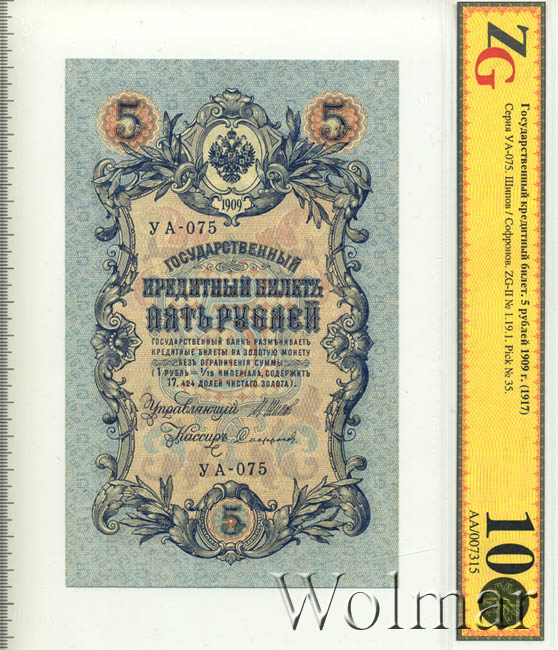 5 5
1909
УА-075
ГОСУДАРСТВЕННЫЙ
КРЕДИТНЫЙ БИЛЕТЪ
ПЯТЬ РУБЛЕЙ
ГОСУДАРСТВЕННЫЙ БАНКЪ РАЗМѢНИВАЕТЪ
КРЕДИТНЫЕ БИЛЕТЫ НА ЗОЛОТУЮ МОНЕТУ
БЕЗЪ ОГРАНИЧЕНІЯ СУММЫ
(1 РУБЛЬ = 1/15 ИМПЕРІАЛА, СОДЕРЖИТЪ
17,424 ДОЛЕЙ ЧИСТАГО ЗОЛОТА).
Управляющій
Кассиръ
УА-075
5
ZG
Государственный кредитный билет. 5 рублей 1909 г. (1917)
Серия УА-075. Шипов / Софронов. ZG-II № 1.19.1. Pick № 35.
10
АА/007315
Wolmar